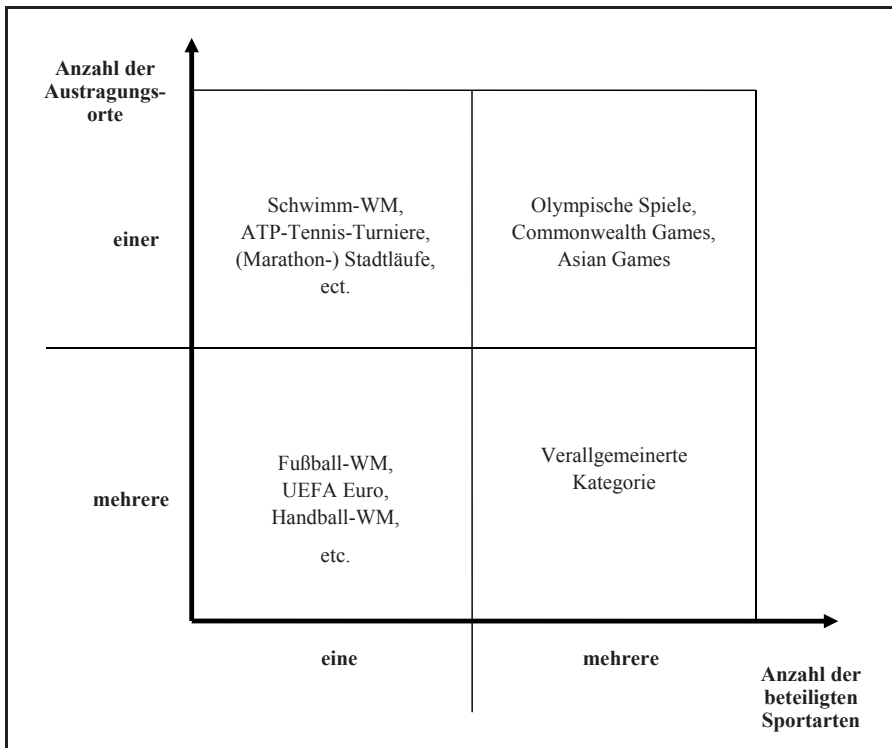 Anzahl der
Austragungs-
orte
einer
Schwimm-WM,
ATP-Tennis-Turniere,
(Marathon-) Stadtläufe,
ect.
Olympische Spiele,
Commonwealth Games,
Asian Games
mehrere
Fußball-WM,
UEFA Euro,
Handball-WM,
etc.
Verallgemeinerte
Kategorie
eine
mehrere
Anzahl der
beteiligten
Sportarten